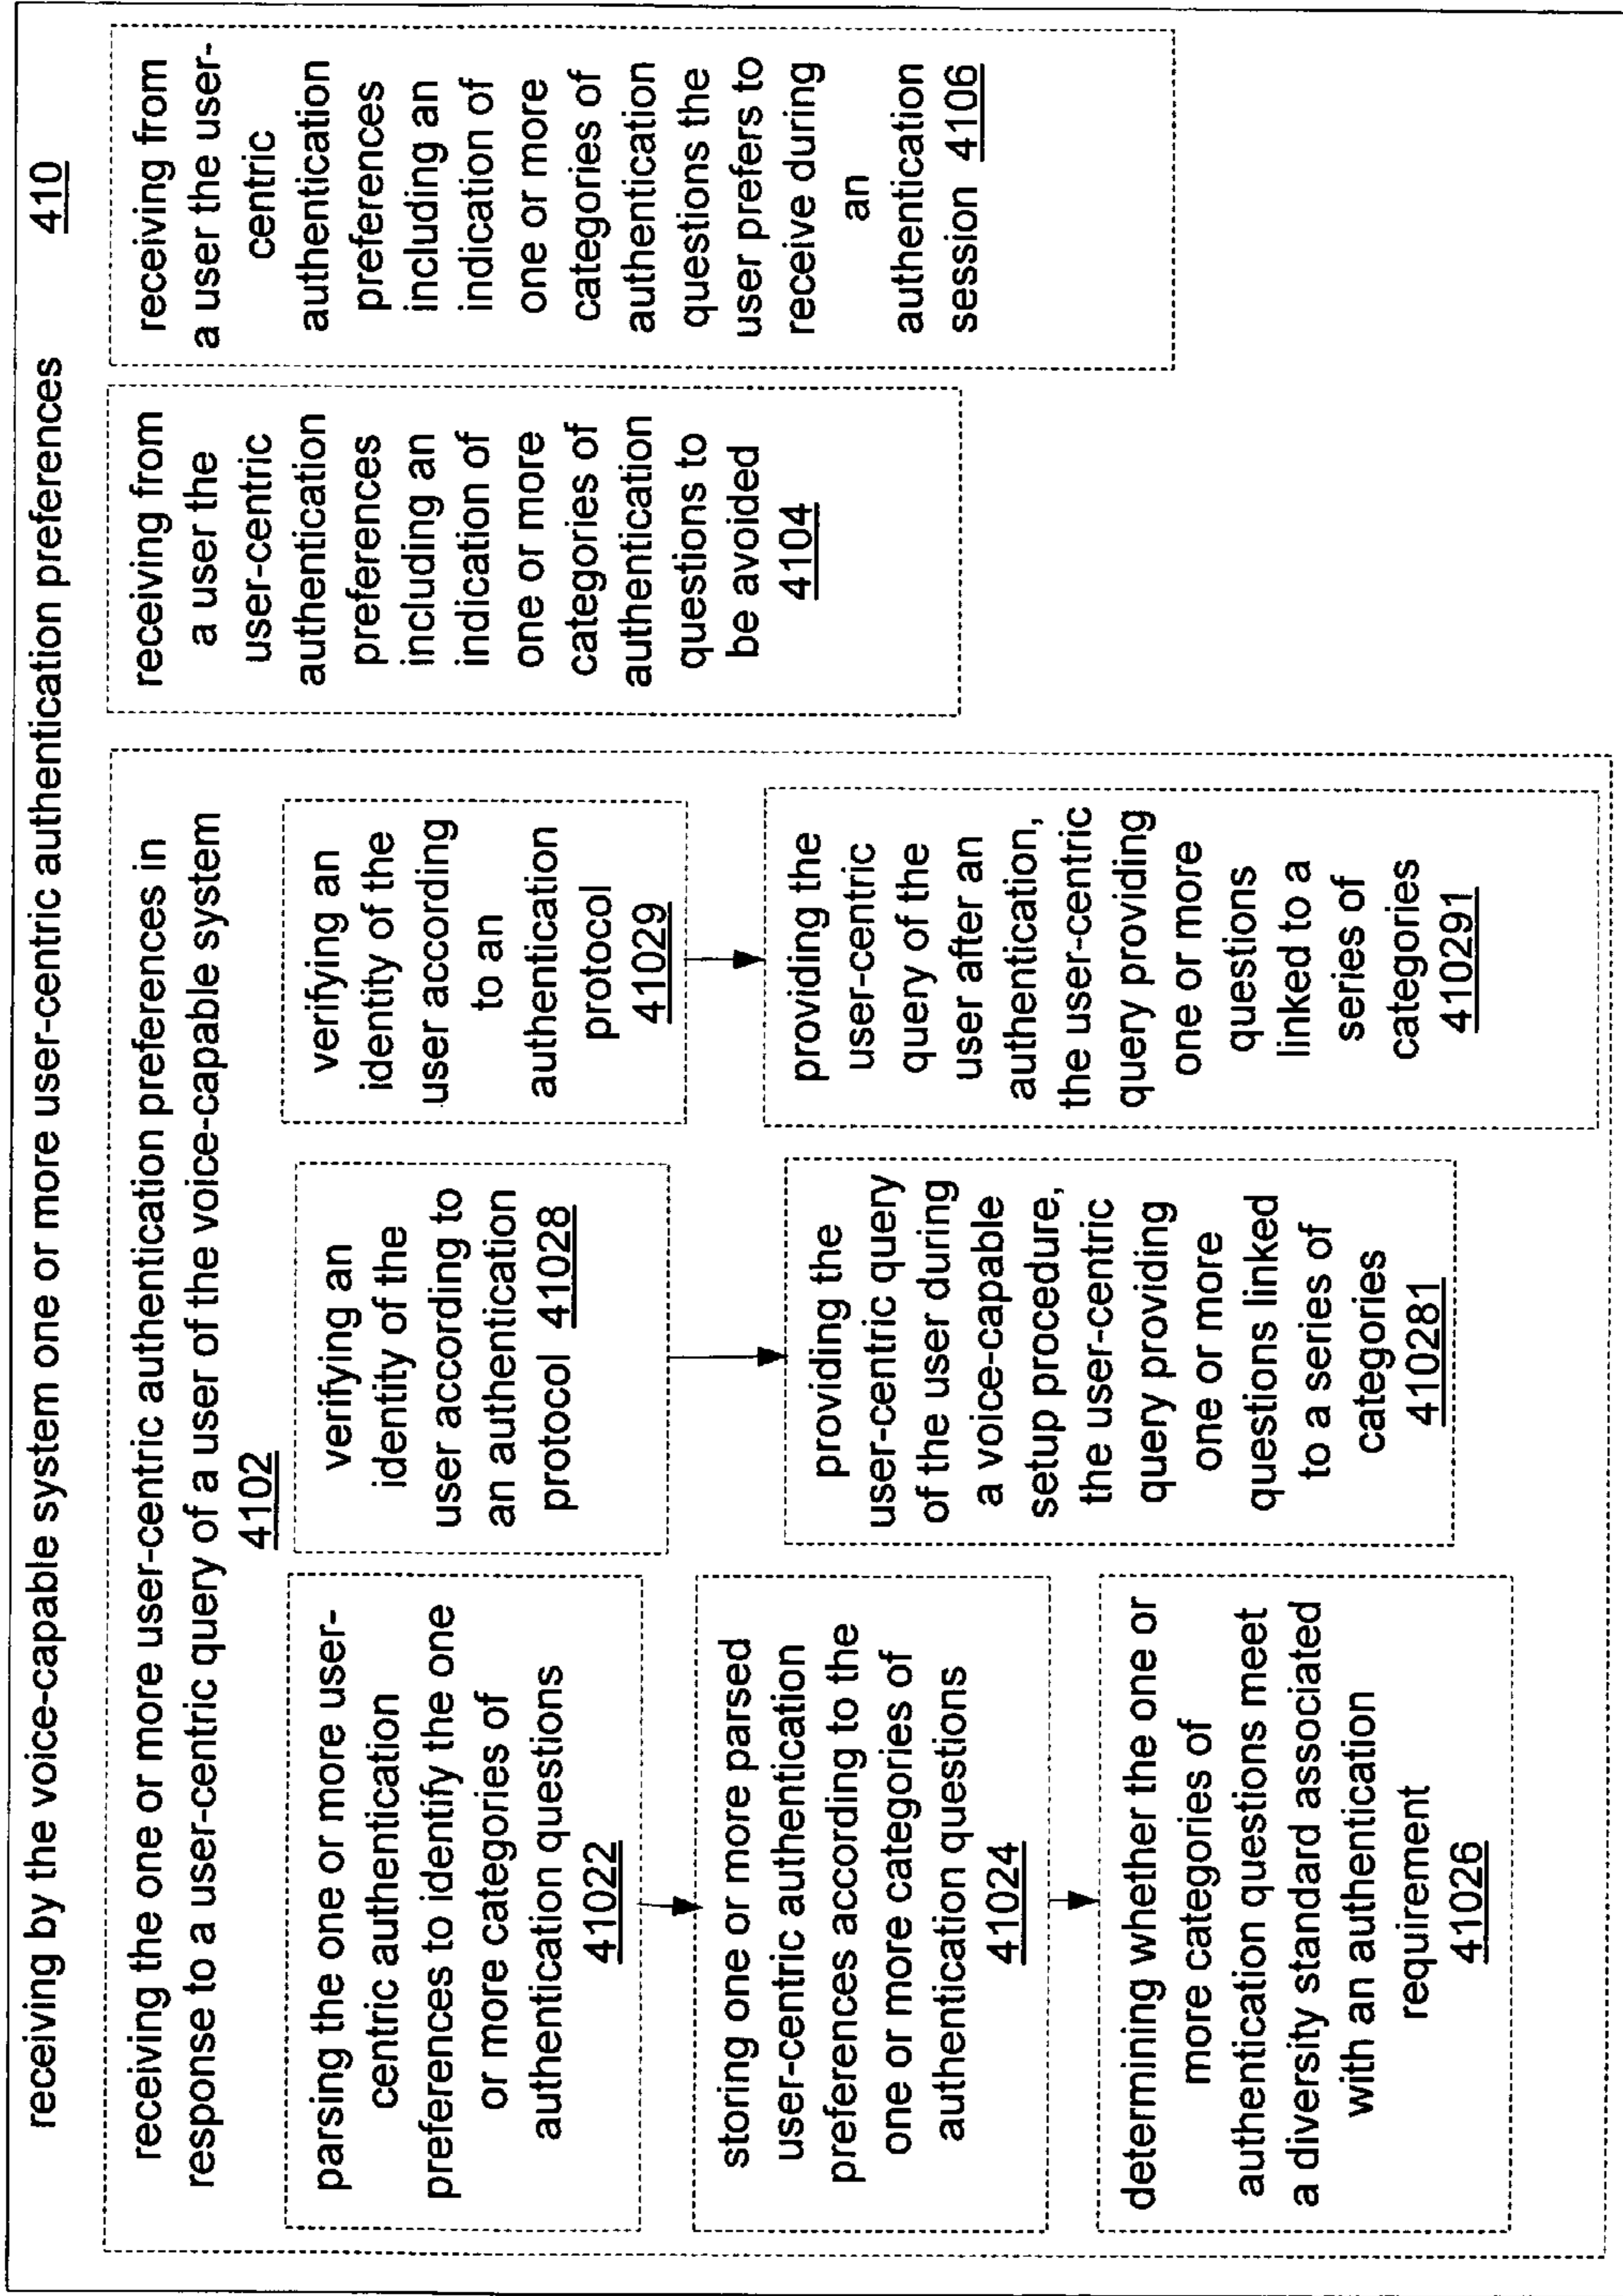 receiving by the voice-capable system one or more user-centric authentication preferences 410
receiving the one or more user-centric authentication preferences in
response to a user-centric query of a user of the voice-capable system
4102
parsing the one or more user-
centric authentication
preferences to identify the one
or more categories of
authentication questions
41022
storing one or more parsed
user-centric authentication
preferences according to the
one or more categories of
authentication questions
41024
determining whether the one or
more categories of
authentication questions meet
a diversity standard associated
with an authentication
requirement
41026
verifying an
identity of the
user according to
an authentication
protocol 41028
providing the
user-centric query
of the user during
a voice-capable
setup procedure,
the user-centric
query providing
one or more
questions linked
to a series of
categories
410281
verifying an
identity of the
user according
to an
authentication
protocol
41029
providing the
user-centric
query of the
user after an
authentication,
the user-centric
query providing
one or more
questions
linked to a
series of
categories
410291
receiving from
a user the
user-centric
authentication
preferences
including an
indication of
one or more
categories of
authentication
questions to
be avoided
4104
receiving from
a user the user-
centric
authentication
preferences
including an
indication of
one or more
categories of
authentication
questions the
user prefers to
receive during
an
authentication
session 4106